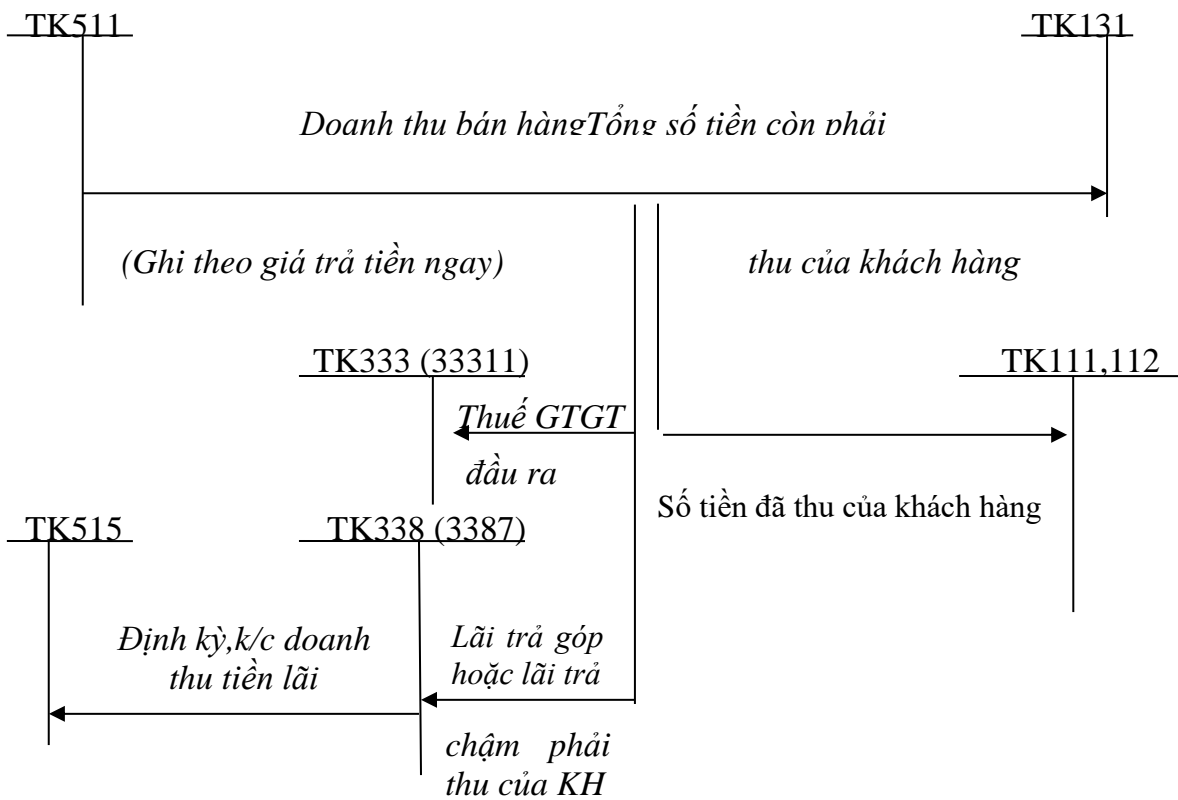 TK511 TK131
Doanh thu bán hàngTổng số tiền còn phải
(Ghi theo giá trả tiền ngay) thu của khách hàng
TK333 (33311) TK111,112
Thuế GTGT
đầu ra
Số tiền đã thu của khách hàng
TK515 TK338 (3387)
Định kỳ,k/c doanh
thu tiền lãi
Lãi trả góp
hoặc lãi trả
chậm phải
thu của KH